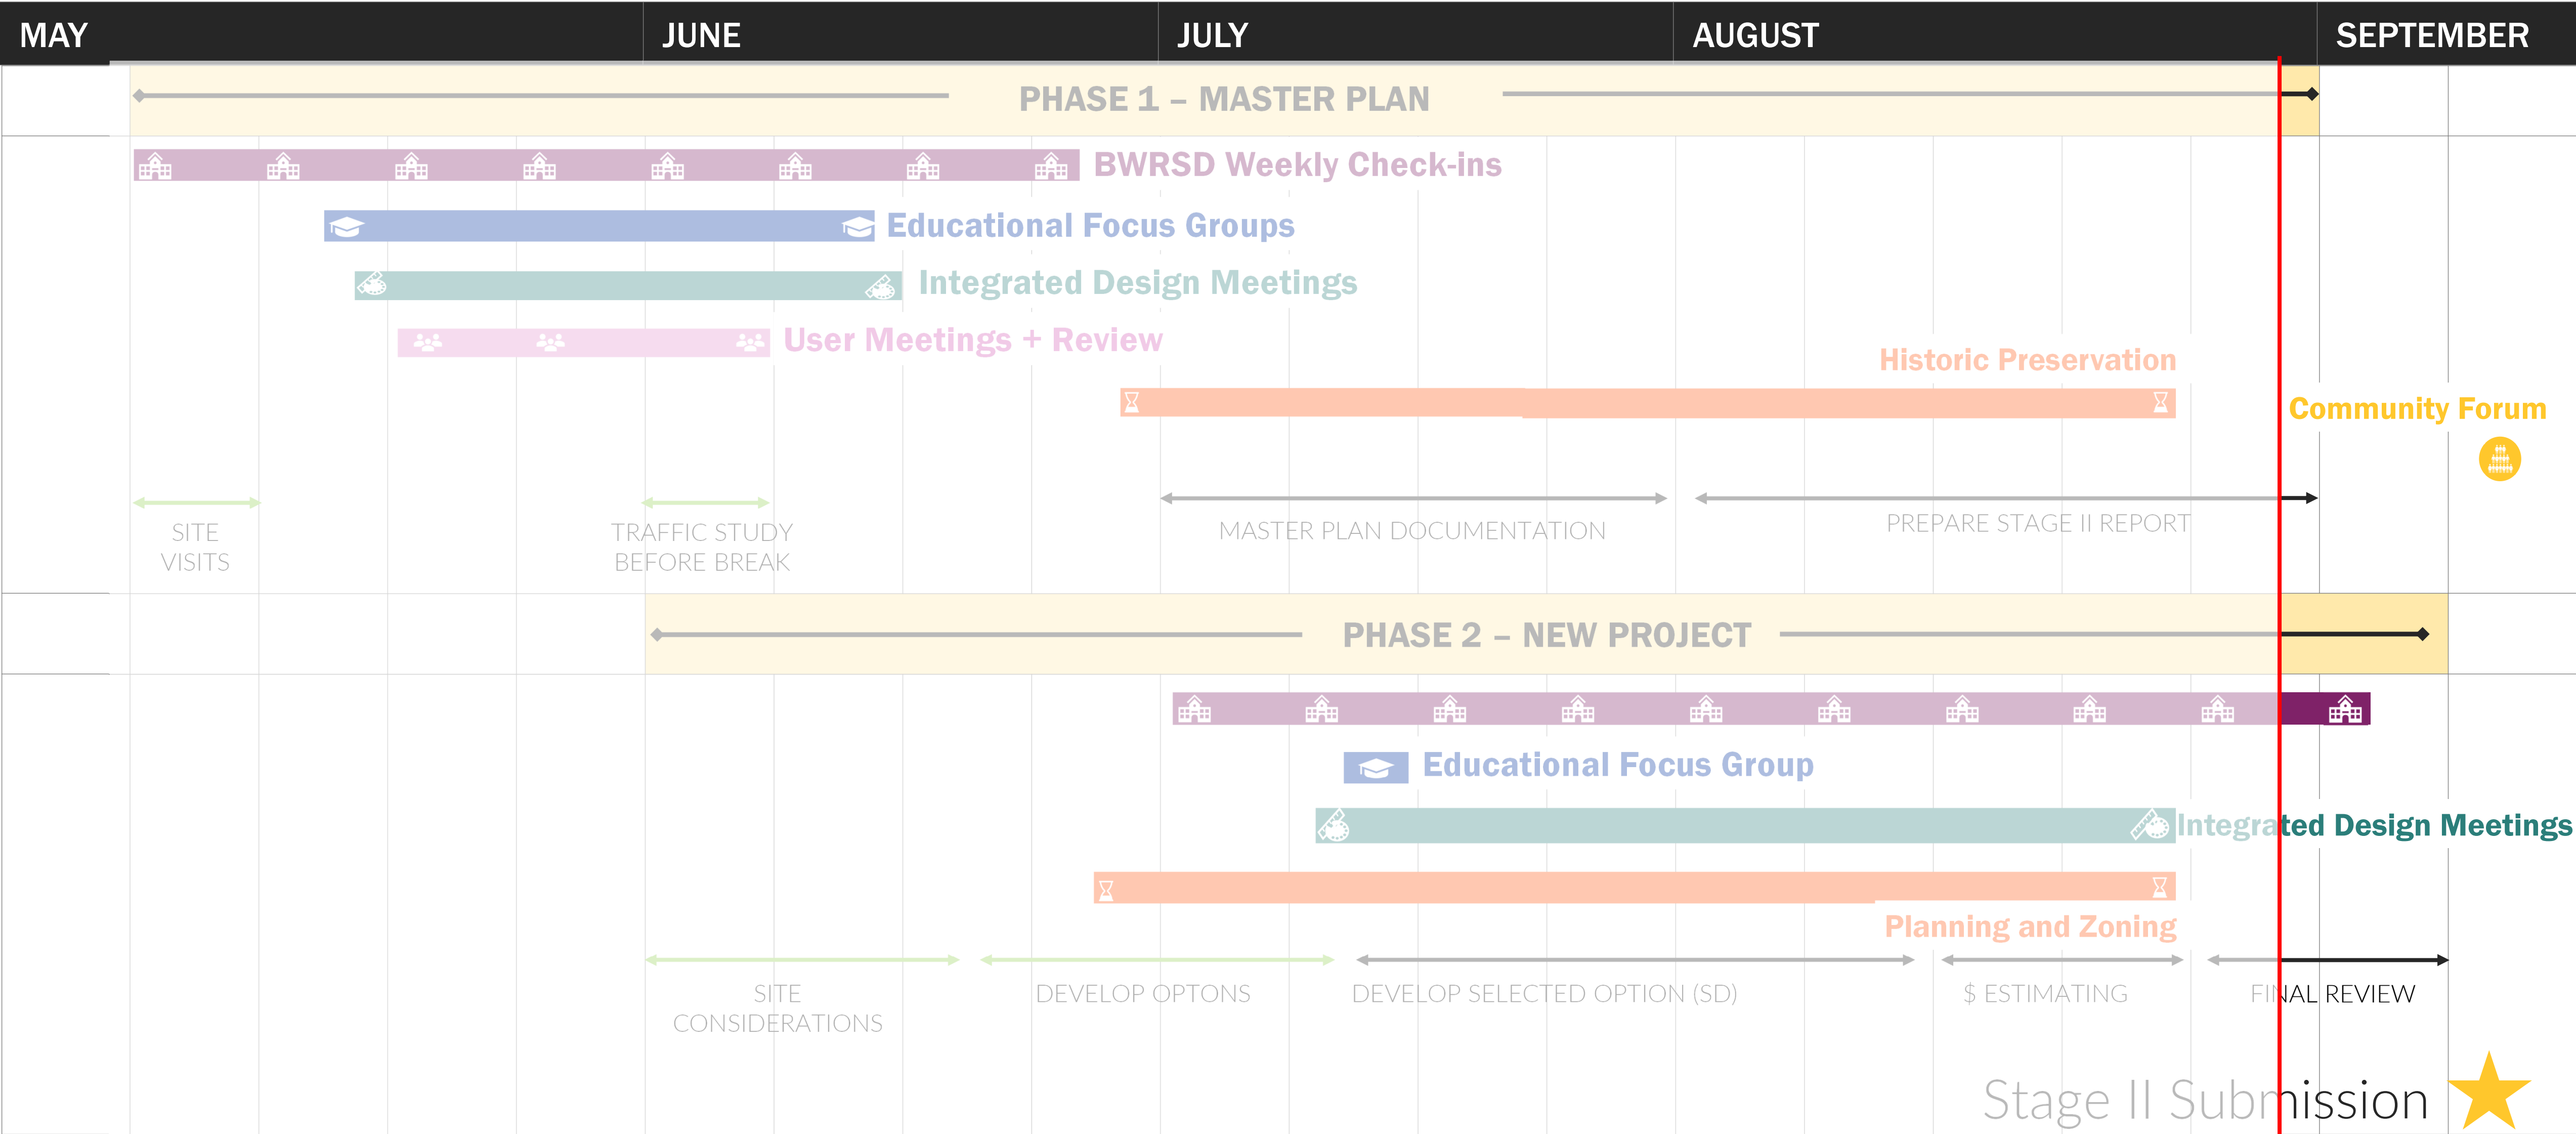 MAY
JUNE
JULY
AUGUST
SEPTEMBER
PHASE 1 – MASTER PLAN
BWRSD Weekly Check-ins
Educational Focus Groups
Integrated Design Meetings
User Meetings + Review
Historic Preservation
Community Forum
SITE
VISITS
TRAFFIC STUDY
BEFORE BREAK
MASTER PLAN DOCUMENTATION
PREPARE STAGE II REPORT
PHASE 2 – NEW PROJECT
Educational Focus Group
Integrated Design Meetings
Planning and Zoning
SITE
CONSIDERATIONS
DEVELOP OPTONS
DEVELOP SELECTED OPTION (SD)
$ ESTIMATING
FINAL REVIEW
Stage II Submission